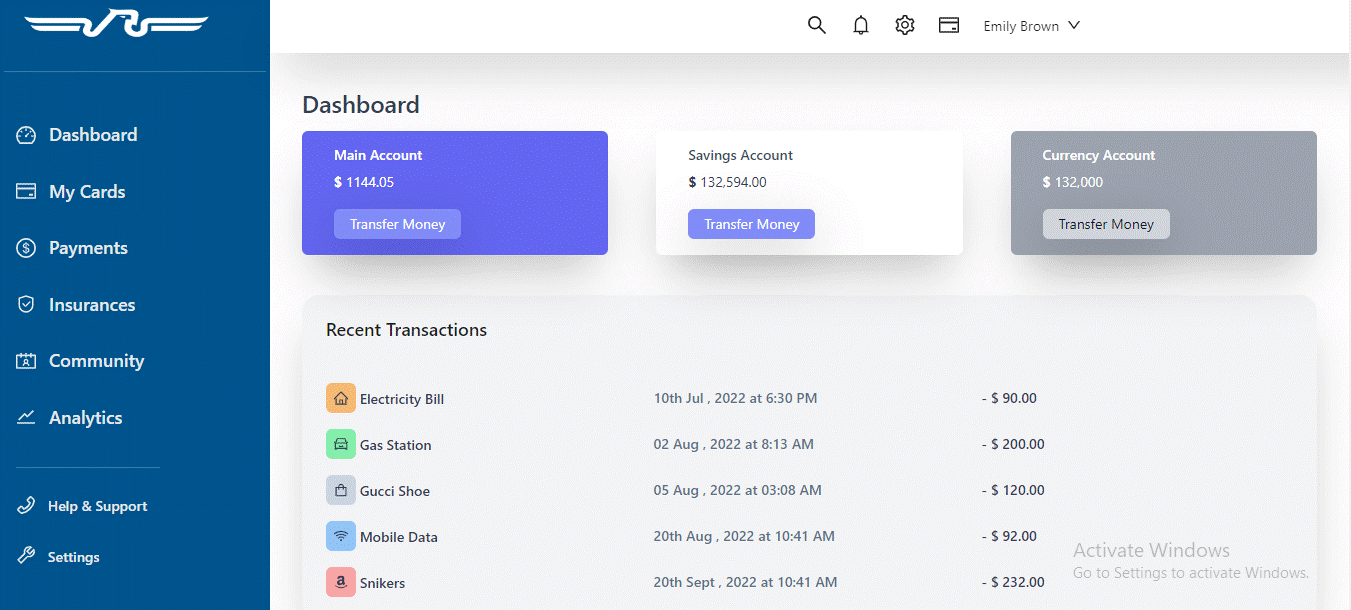 Emily Brown
Dashboard
My Cards
Payments
Insurances
Community
Analytics
Help & Support
Settings
Dashboard
Main Account
$ 1144.05
Transfer Money
Savings Account
$ 132,594.00
Transfer Money
Currency Account
$ 132,000
Transfer Money
Recent Transactions
Electricity Bill 10th Jul , 2022 at 6:30 PM - $ 90.00
Gas Station 02 Aug , 2022 at 8:13 AM - $ 200.00
Gucci Shoe 05 Aug , 2022 at 03:08 AM - $ 120.00
Mobile Data 20th Aug , 2022 at 10:41 AM - $ 92.00
Snikers 20th Sept , 2022 at 10:41 AM - $ 232.00
Activate Windows
Go to Settings to activate Windows.